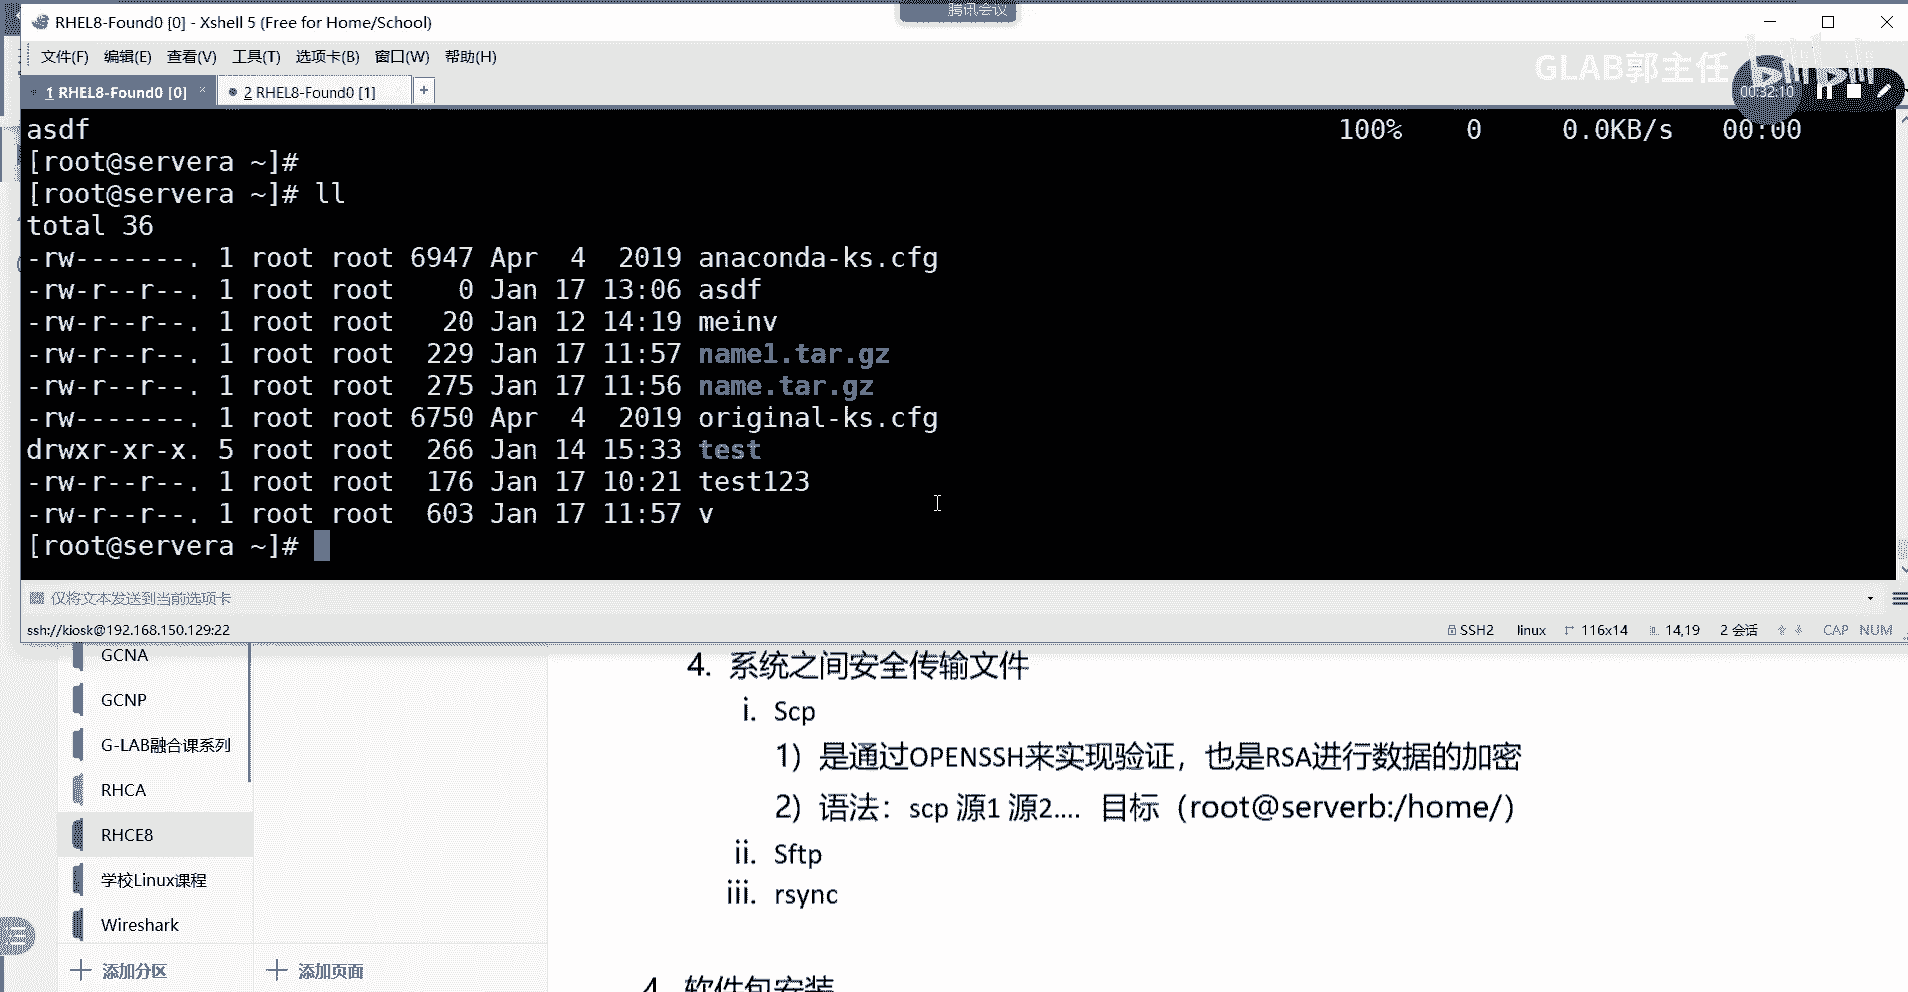 腾讯会议
RHEL8-Found0 [0] - Xshell 5 (Free for Home/School)
文件(F) 编辑(E) 查看(V) 工具(T) 选项卡(B) 窗口(W) 帮助(H)
GLAB郭主任 bilibili
00:32:10
1 RHEL8-Found0 [0] × 2 RHEL8-Found0 [1] +
asdf 100% 0 0.0KB/s 00:00
[root@servera ~]#
[root@servera ~]# ll
total 36
-rw-------. 1 root root 6947 Apr 4 2019 anaconda-ks.cfg
-rw-r--r--. 1 root root 0 Jan 17 13:06 asdf
-rw-r--r--. 1 root root 20 Jan 12 14:19 meinv
-rw-r--r--. 1 root root 229 Jan 17 11:57 name1.tar.gz
-rw-r--r--. 1 root root 275 Jan 17 11:56 name.tar.gz
-rw-------. 1 root root 6750 Apr 4 2019 original-ks.cfg
drwxr-xr-x. 5 root root 266 Jan 14 15:33 test
-rw-r--r--. 1 root root 176 Jan 17 10:21 test123
-rw-r--r--. 1 root root 603 Jan 17 11:57 v
[root@servera ~]#
仅将文本发送到当前选项卡
ssh://kiosk@192.168.150.129:22 SSH2 linux 116x14 14,19 2 会话 CAP NUM
GCNA
GCNP
G-LAB融合课系列
RHCA
RHCE8
学校Linux课程
Wireshark
添加分区 添加页面
4. 系统之间安全传输文件
i. Scp
1）是通过OPENSSH来实现验证，也是RSA进行数据的加密
2）语法：scp 源1 源2.... 目标（root@serverb:/home/）
ii. Sftp
iii. rsync
4. 软件包安装